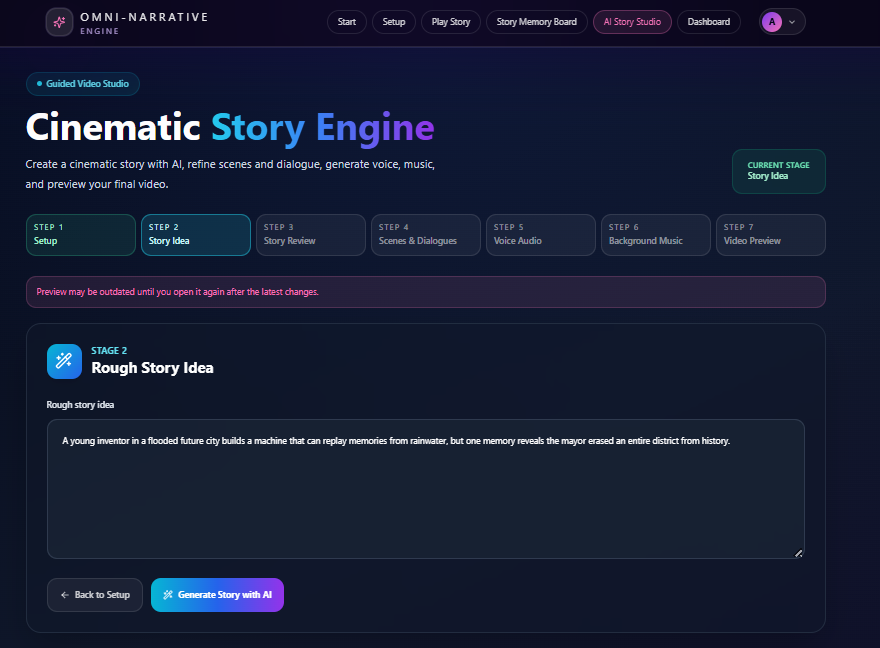 OMNI-NARRATIVE
ENGINE
Start
Setup
Play Story
Story Memory Board
AI Story Studio
Dashboard
A
Guided Video Studio
Cinematic Story Engine
Create a cinematic story with AI, refine scenes and dialogue, generate voice, music,
and preview your final video.
CURRENT STAGE
Story Idea
STEP 1
Setup
STEP 2
Story Idea
STEP 3
Story Review
STEP 4
Scenes & Dialogues
STEP 5
Voice Audio
STEP 6
Background Music
STEP 7
Video Preview
Preview may be outdated until you open it again after the latest changes.
STAGE 2
Rough Story Idea
Rough story idea
A young inventor in a flooded future city builds a machine that can replay memories from rainwater, but one memory reveals the mayor erased an entire district from history.
Back to Setup
Generate Story with AI